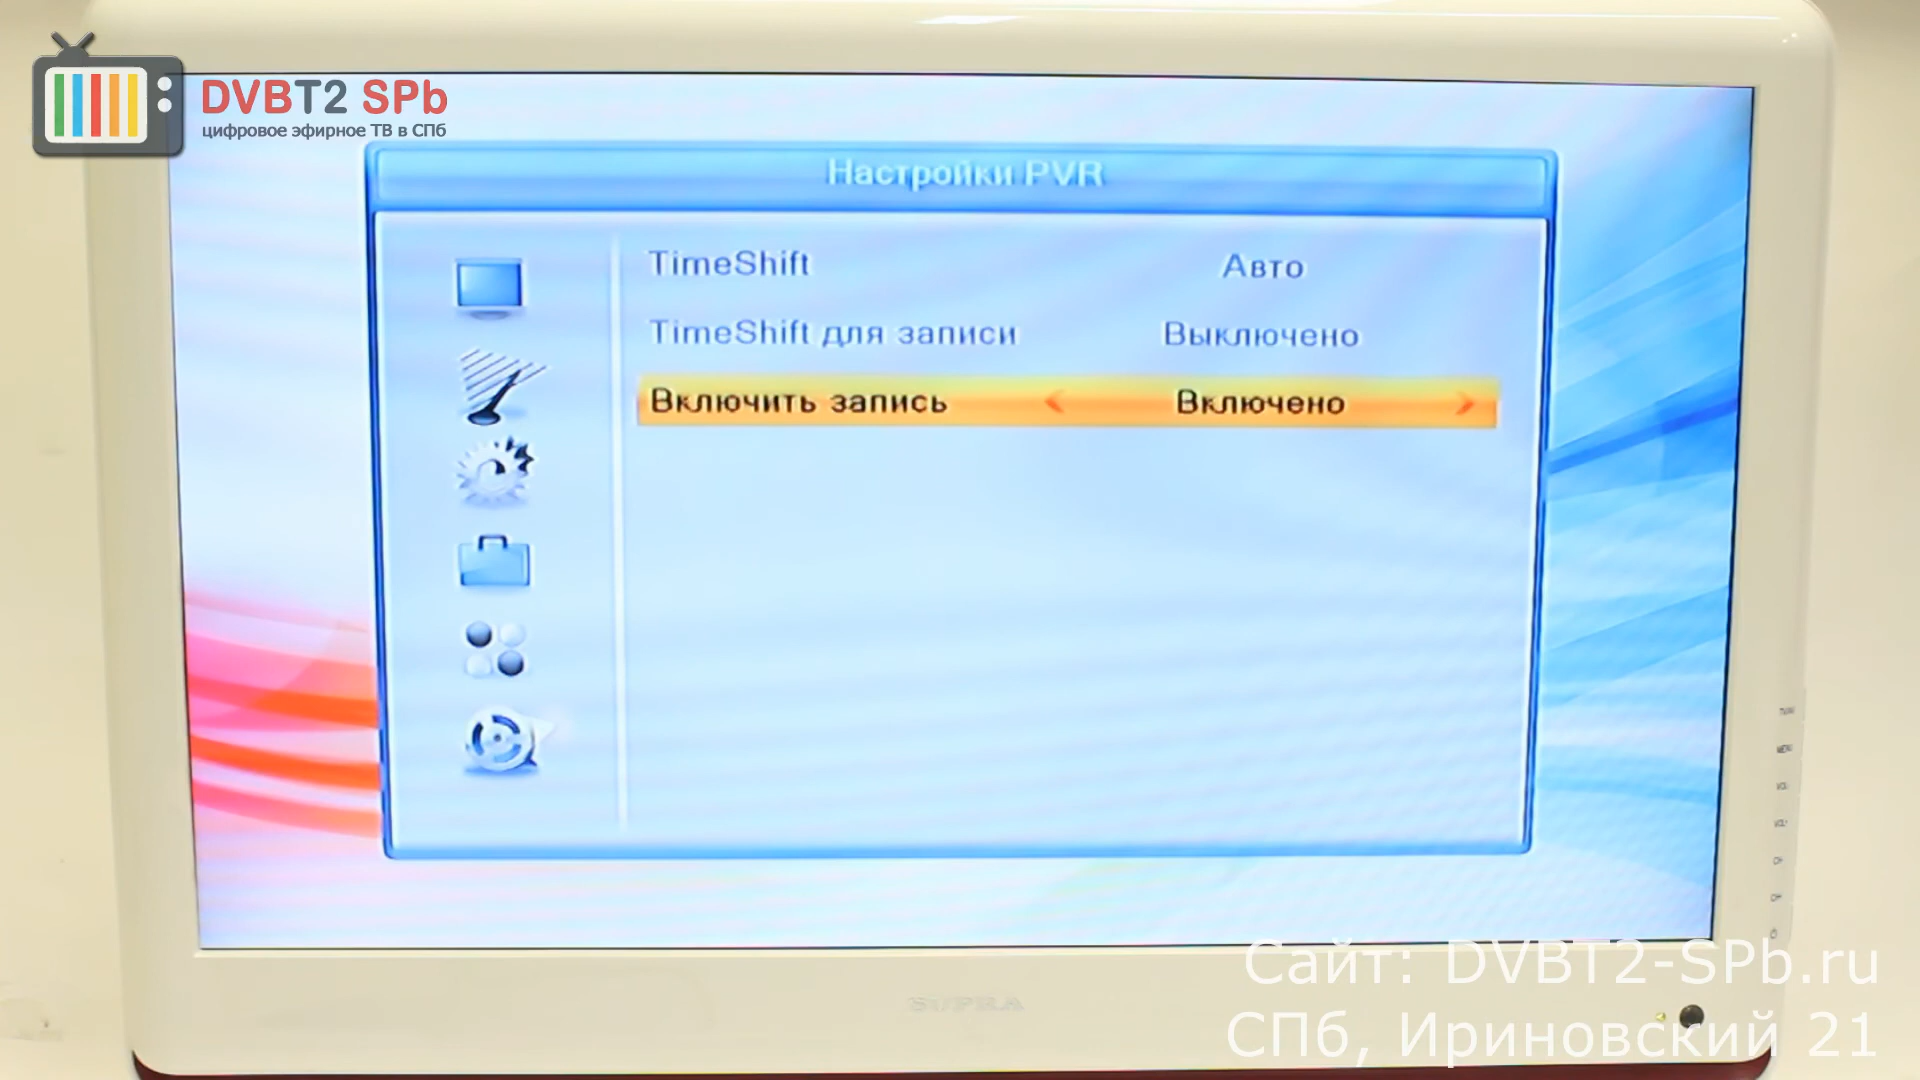 DVBT2 SPb
цифровое эфирное ТВ в СПб
Настройки PVR
TimeShift Авто
TimeShift для записи Выключено
Включить запись < Включено >
MENU
Сайт: DVBT2-SPb.ru
SUPRA
СПб, Ириновский 21